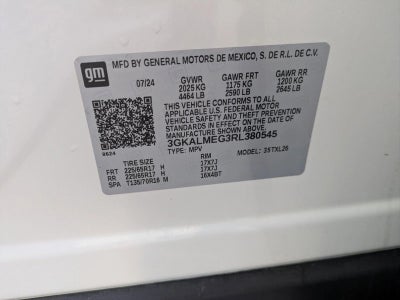 gm
MFD BY GENERAL MOTORS DE MEXICO, S. DE R.L. DE C.V.
07/24 GVWR GAWR FRT GAWR RR
2025 KG 1175 KG 1200 KG
4464 LB 2590 LB 2645 LB
THIS VEHICLE CONFORMS TO ALL
APPLICABLE U.S. FEDERAL MOTOR
VEHICLE SAFETY AND THEFT PREVENTION
STANDARDS IN EFFECT ON THE DATE OF
MANUFACTURE SHOWN ABOVE.
3GKALMEG3RL380545
9624 TYPE: MPV MODEL: 35TXL26
TIRE SIZE RIM
FRT 225/65R17 H 17X7J
RR 225/65R17 H 17X7J
SPA T135/70R16 M 16X4BT